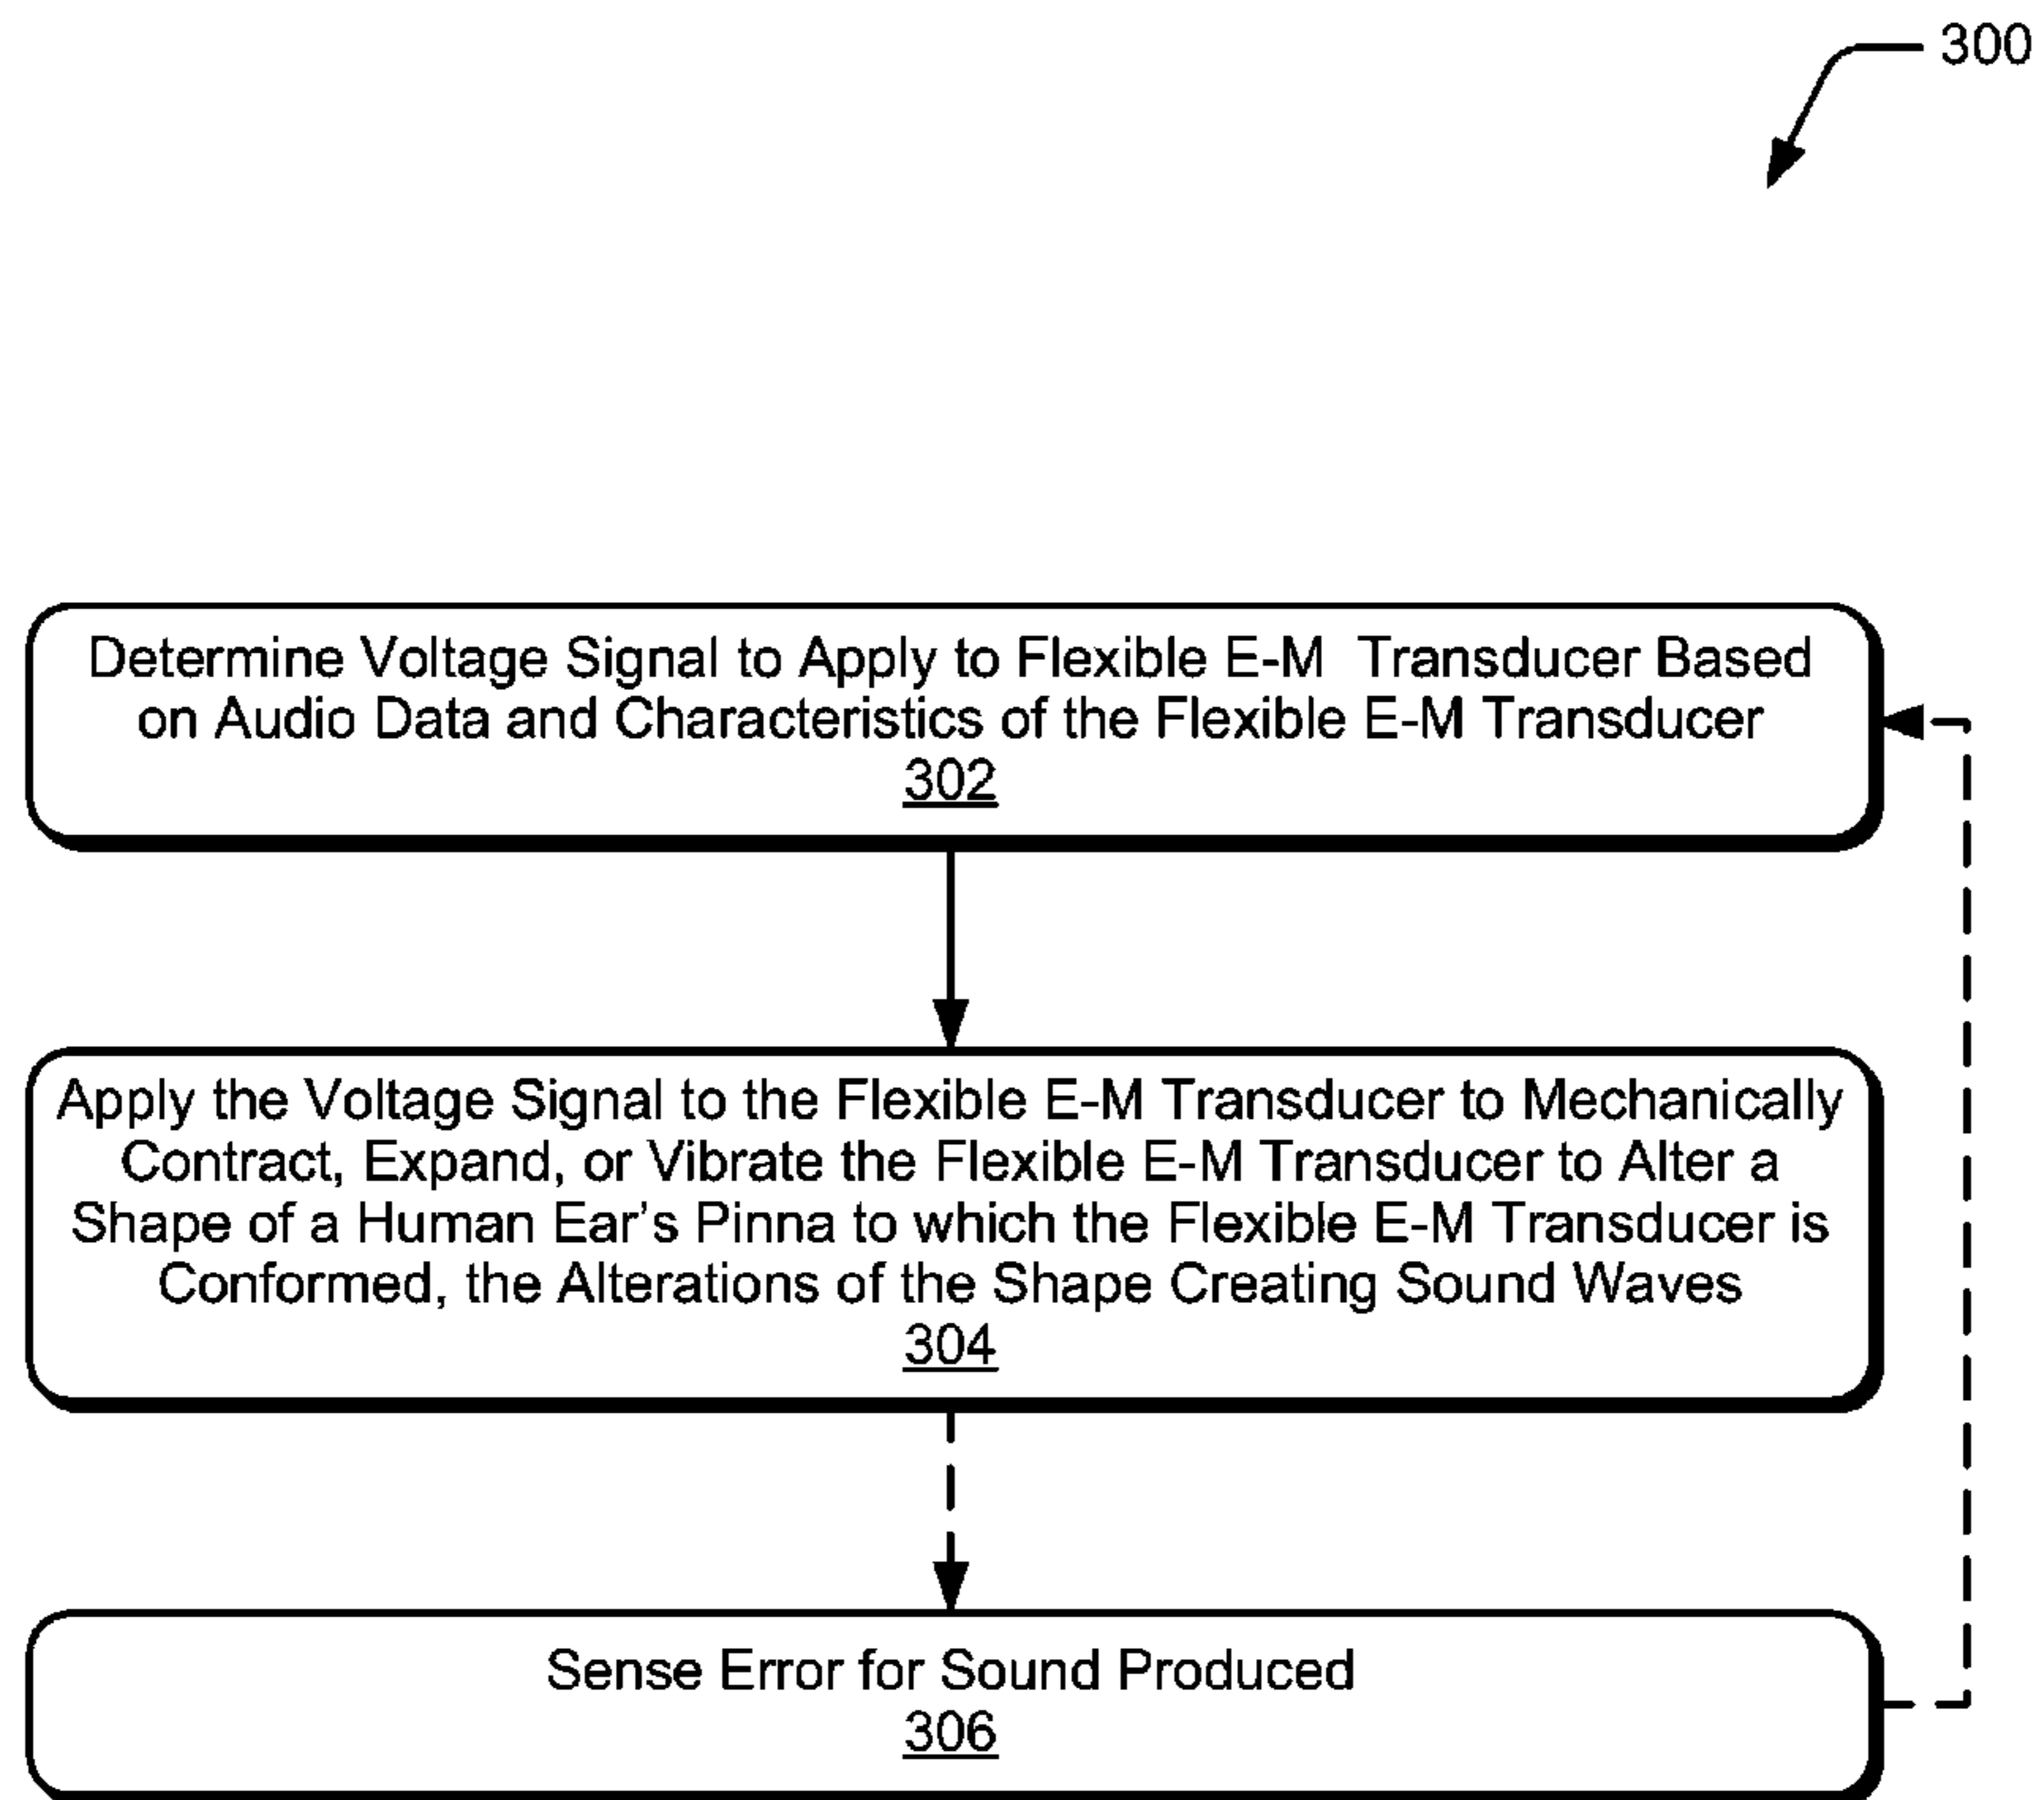 300
Determine Voltage Signal to Apply to Flexible E-M Transducer Based
on Audio Data and Characteristics of the Flexible E-M Transducer
302
Apply the Voltage Signal to the Flexible E-M Transducer to Mechanically
Contract, Expand, or Vibrate the Flexible E-M Transducer to Alter a
Shape of a Human Ear's Pinna to which the Flexible E-M Transducer is
Conformed, the Alterations of the Shape Creating Sound Waves
304
Sense Error for Sound Produced
306